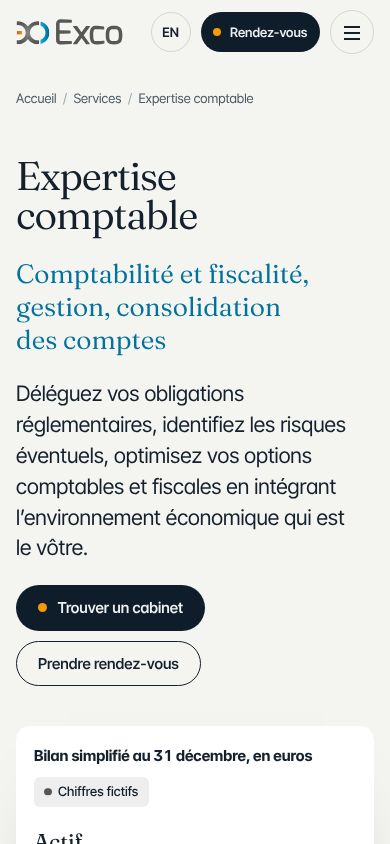 Exco
EN
Rendez-vous
Accueil / Services / Expertise comptable
Expertise
comptable
Comptabilité et fiscalité,
gestion, consolidation
des comptes
Déléguez vos obligations
réglementaires, identifiez les risques
éventuels, optimisez vos options
comptables et fiscales en intégrant
l’environnement économique qui est
le vôtre.
Trouver un cabinet
Prendre rendez-vous
Bilan simplifié au 31 décembre, en euros
Chiffres fictifs
Actif